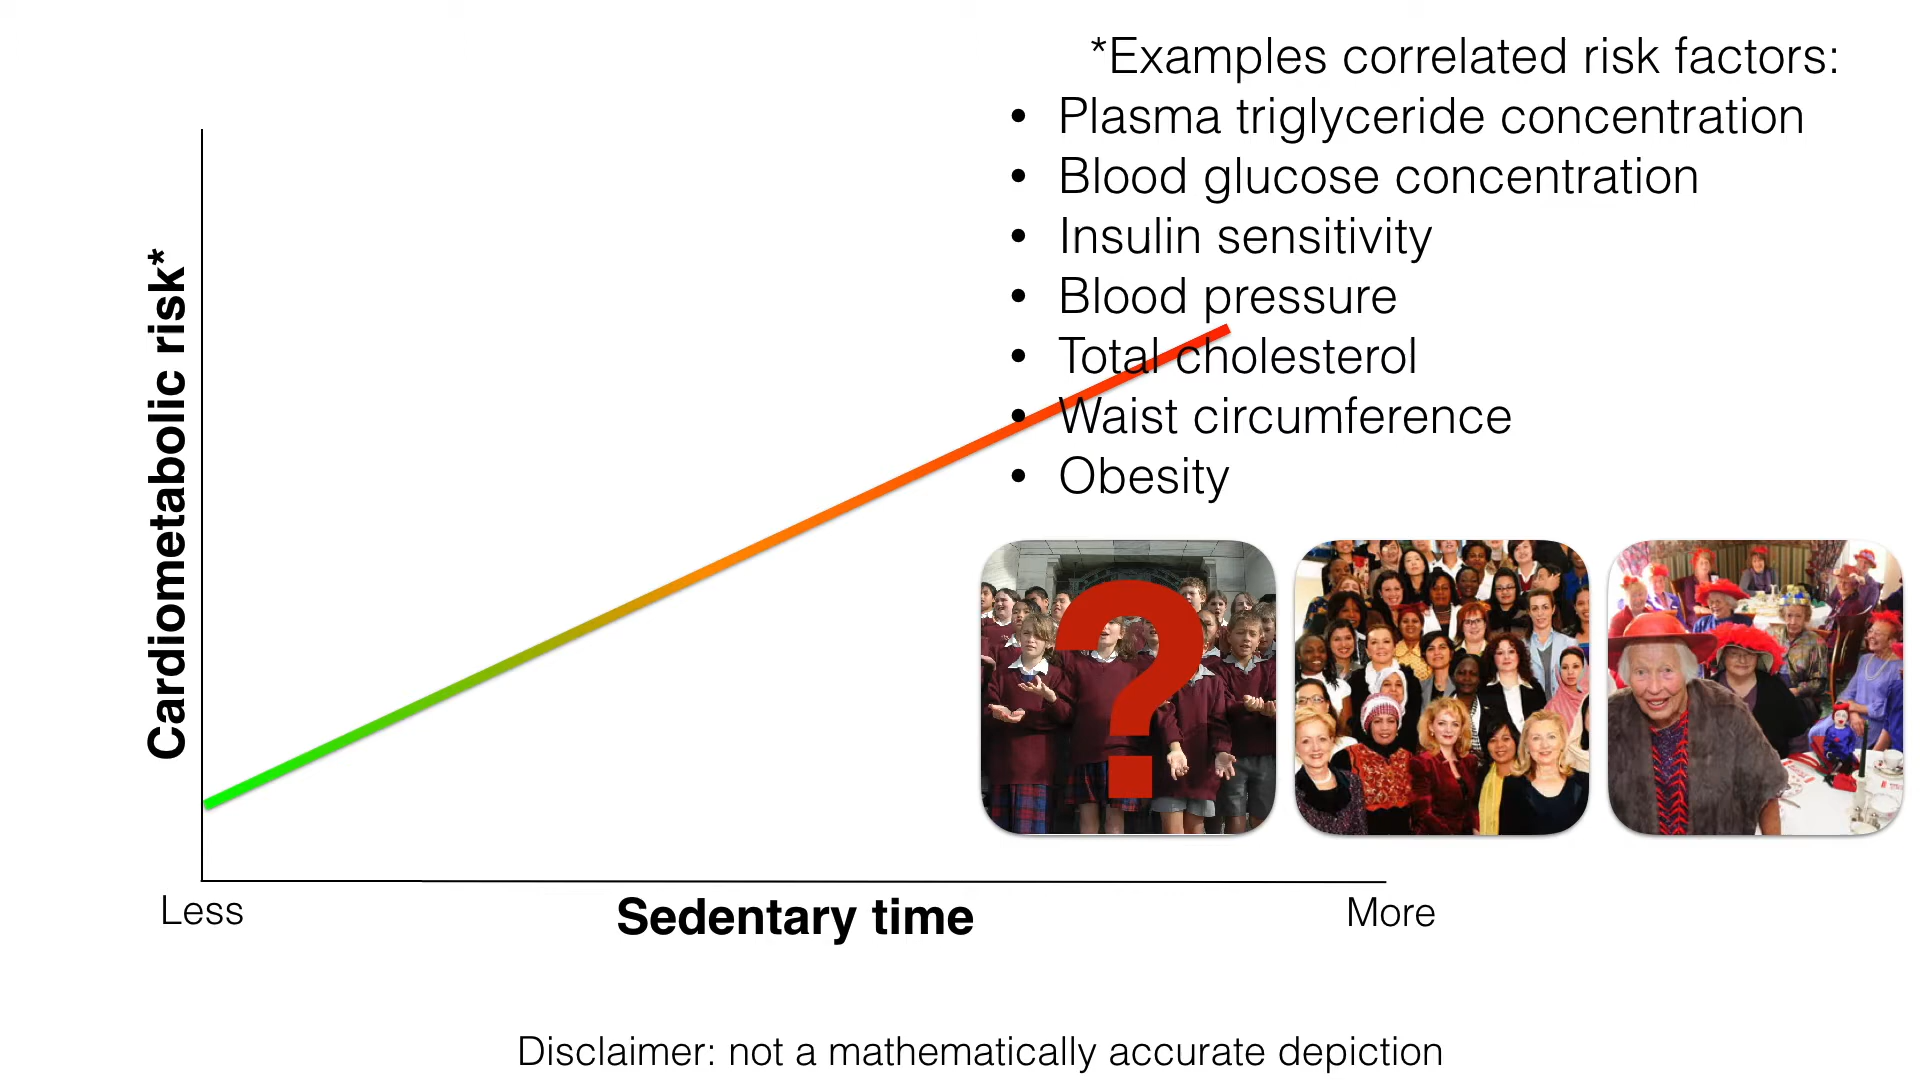 *Examples correlated risk factors:
• Plasma triglyceride concentration
• Blood glucose concentration
• Insulin sensitivity
• Blood pressure
• Total cholesterol
• Waist circumference
• Obesity
Cardiometabolic risk*
?
Less
Sedentary time
More
Disclaimer: not a mathematically accurate depiction